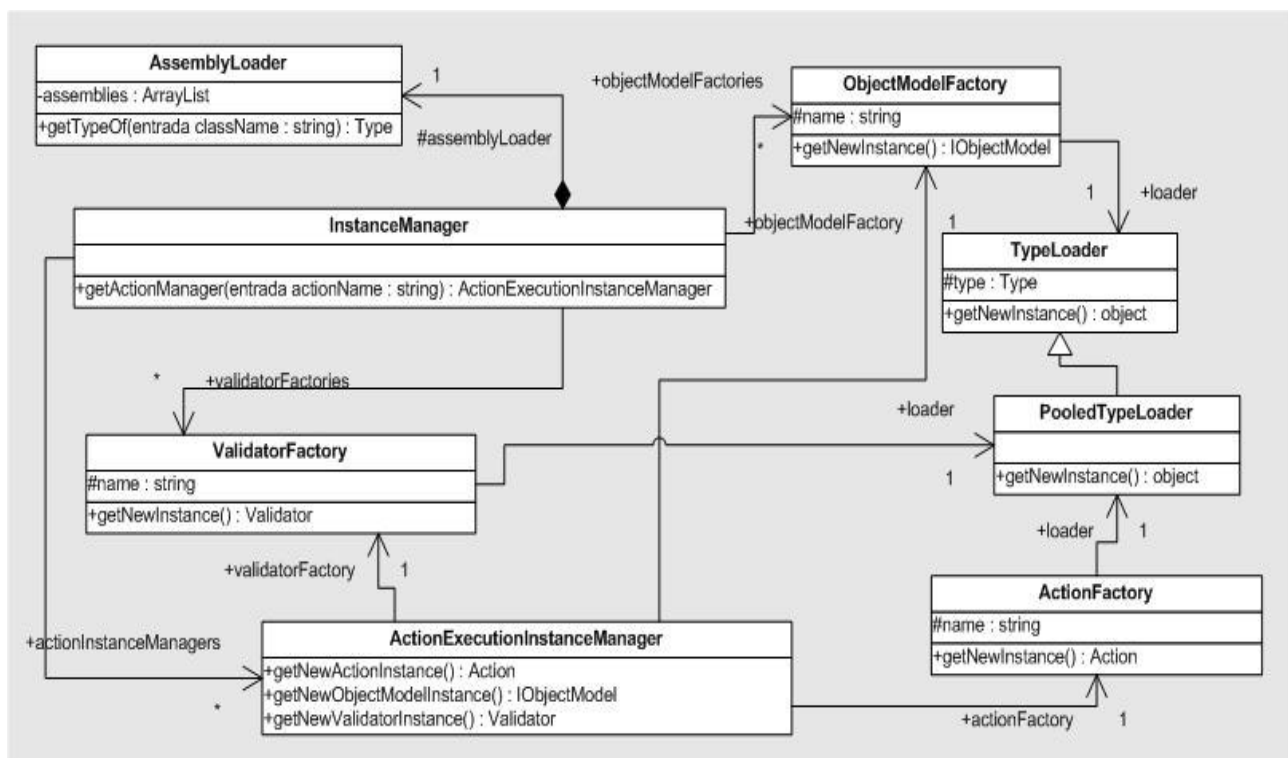 AssemblyLoader
-assemblies : ArrayList
+getTypeOf(entrada className : string) : Type
1
#assemblyLoader
+objectModelFactories
*
ObjectModelFactory
#name : string
+getNewInstance() : IObjectModel
1
+loader
InstanceManager
+getActionManager(entrada actionName : string) : ActionExecutionInstanceManager
+objectModelFactory
1
TypeLoader
#type : Type
+getNewInstance() : object
*
+validatorFactories
+loader
1
PooledTypeLoader
+getNewInstance() : object
ValidatorFactory
#name : string
+getNewInstance() : Validator
+loader
1
+validatorFactory
1
ActionFactory
#name : string
+getNewInstance() : Action
+actionInstanceManagers
*
ActionExecutionInstanceManager
+getNewActionInstance() : Action
+getNewObjectModelInstance() : IObjectModel
+getNewValidatorInstance() : Validator
+actionFactory
1